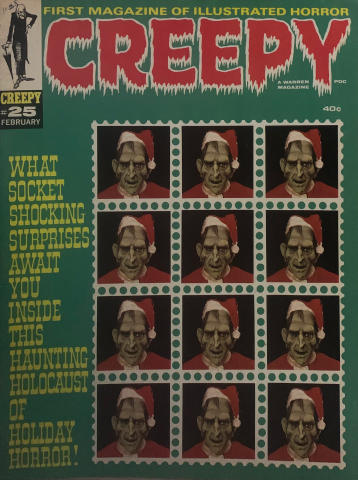 FIRST MAGAZINE OF ILLUSTRATED HORROR
CREEPY
A WARREN
MAGAZINE
PDC
40¢
CREEPY
#25
FEBRUARY
WHAT
SOCKET
SHOCKING
SURPRISES
AWAIT
YOU
INSIDE
THIS
HAUNTING
HOLOCAUST
OF
HOLIDAY
HORROR!